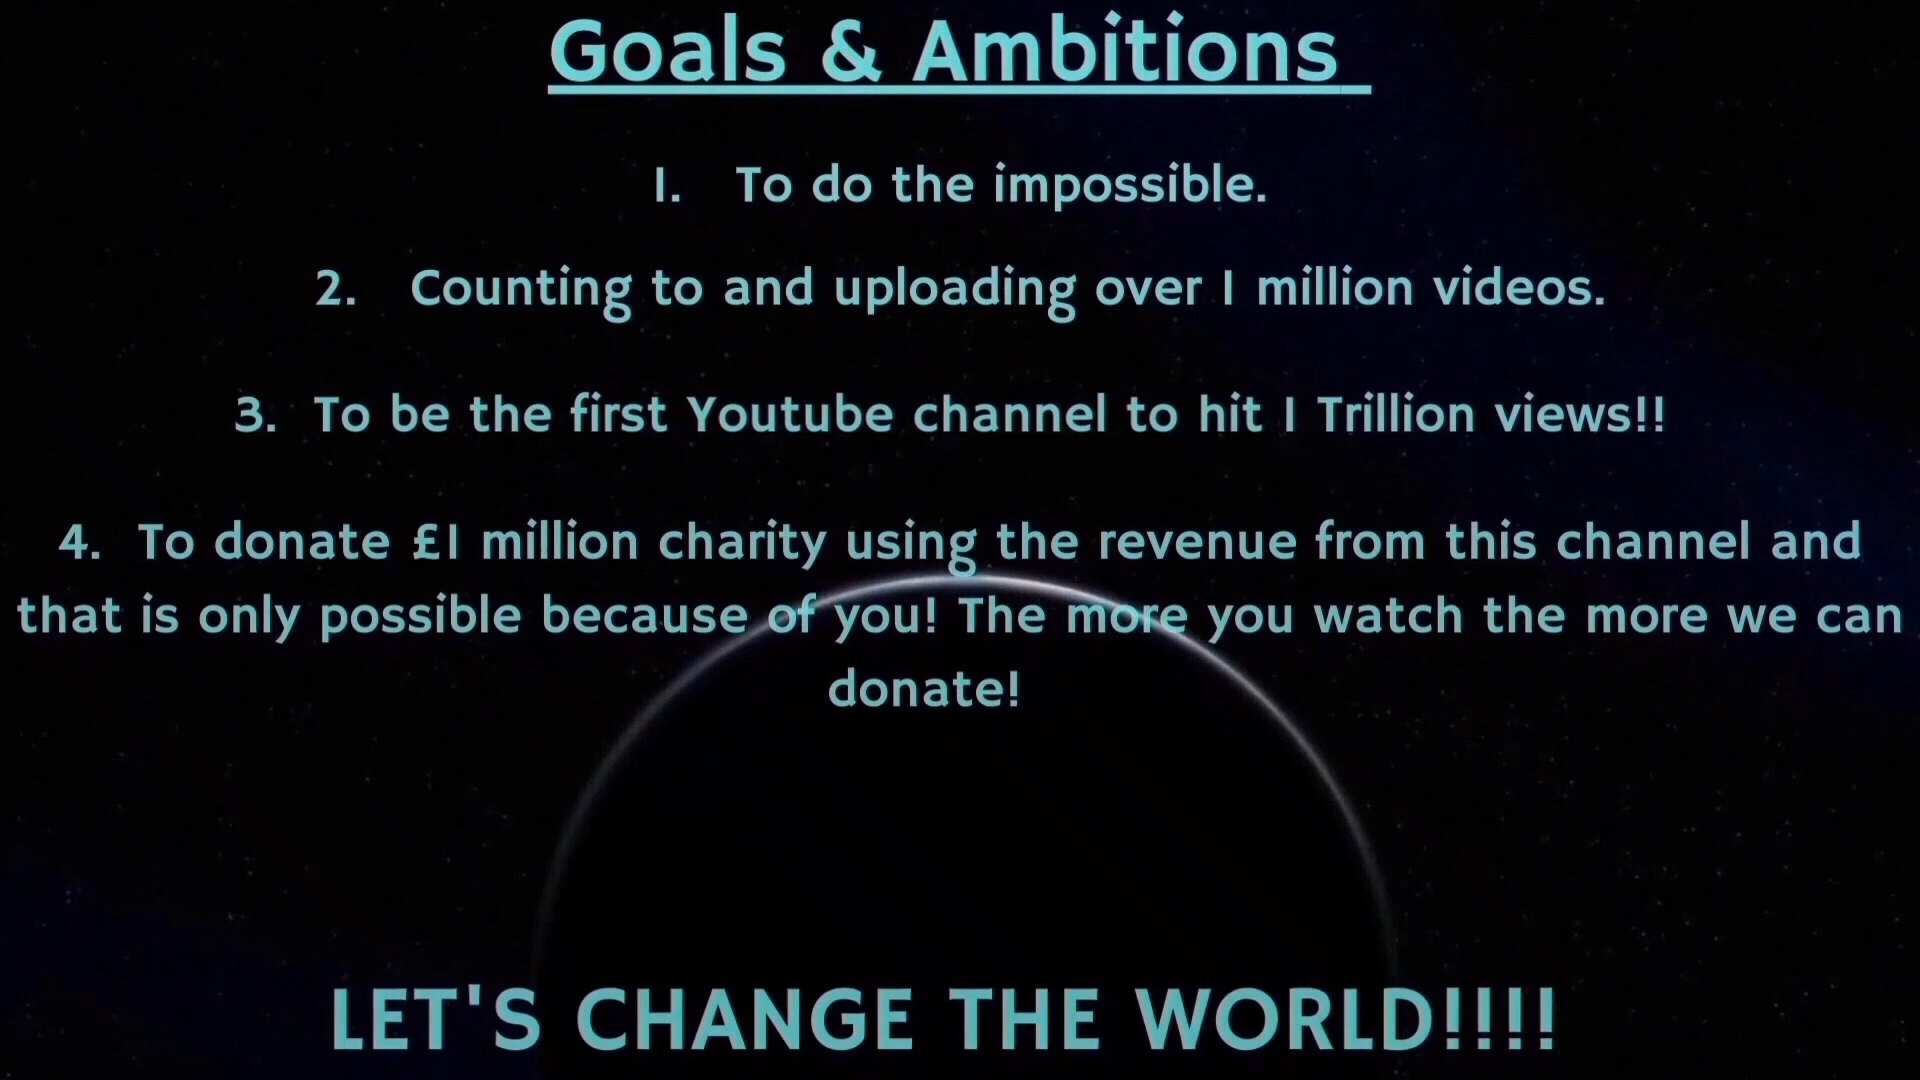 Goals & Ambitions
1. To do the impossible.
2. Counting to and uploading over 1 million videos.
3. To be the first Youtube channel to hit 1 Trillion views!!
4. To donate £1 million charity using the revenue from this channel and
that is only possible because of you! The more you watch the more we can
donate!
LET'S CHANGE THE WORLD!!!!